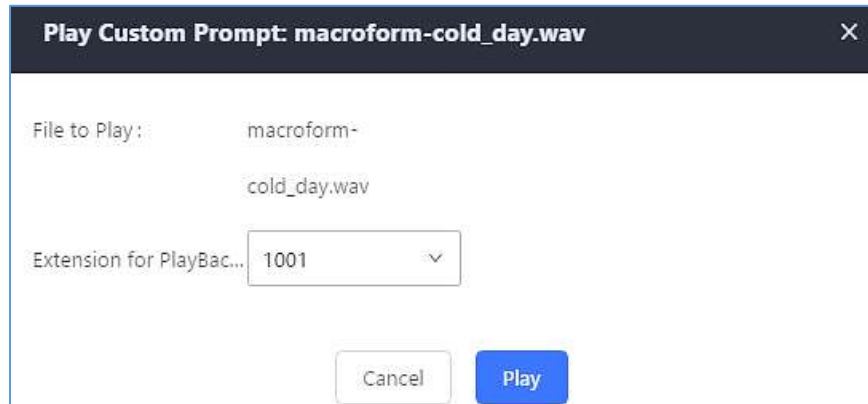 Play Custom Prompt: macroform-cold_day.wav
File to Play :
macroform-
cold_day.wav
Extension for PlayBac... 1001
Cancel Play